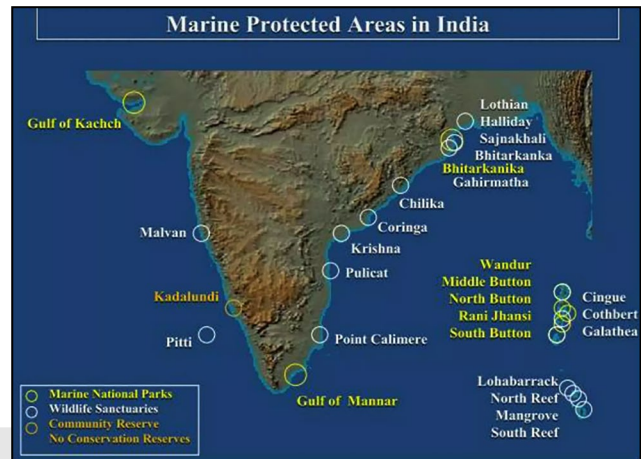 Marine Protected Areas in India
Gulf of Kachch
Lothian
Halliday
Sajnakhali
Bhitarkanka
Bhitarkanika
Gahirmatha
Chilika
Coringa
Krishna
Pulicat
Malvan
Kadalundi
Pitti
Point Calimere
Gulf of Mannar
Wandur
Middle Button
North Button
Rani Jhansi
South Button
Cingue
Cothbert
Galathea
Lohabarrack
North Reef
Mangrove
South Reef
Marine National Parks
Wildlife Sanctuaries
Community Reserve
No Conservation Reserves